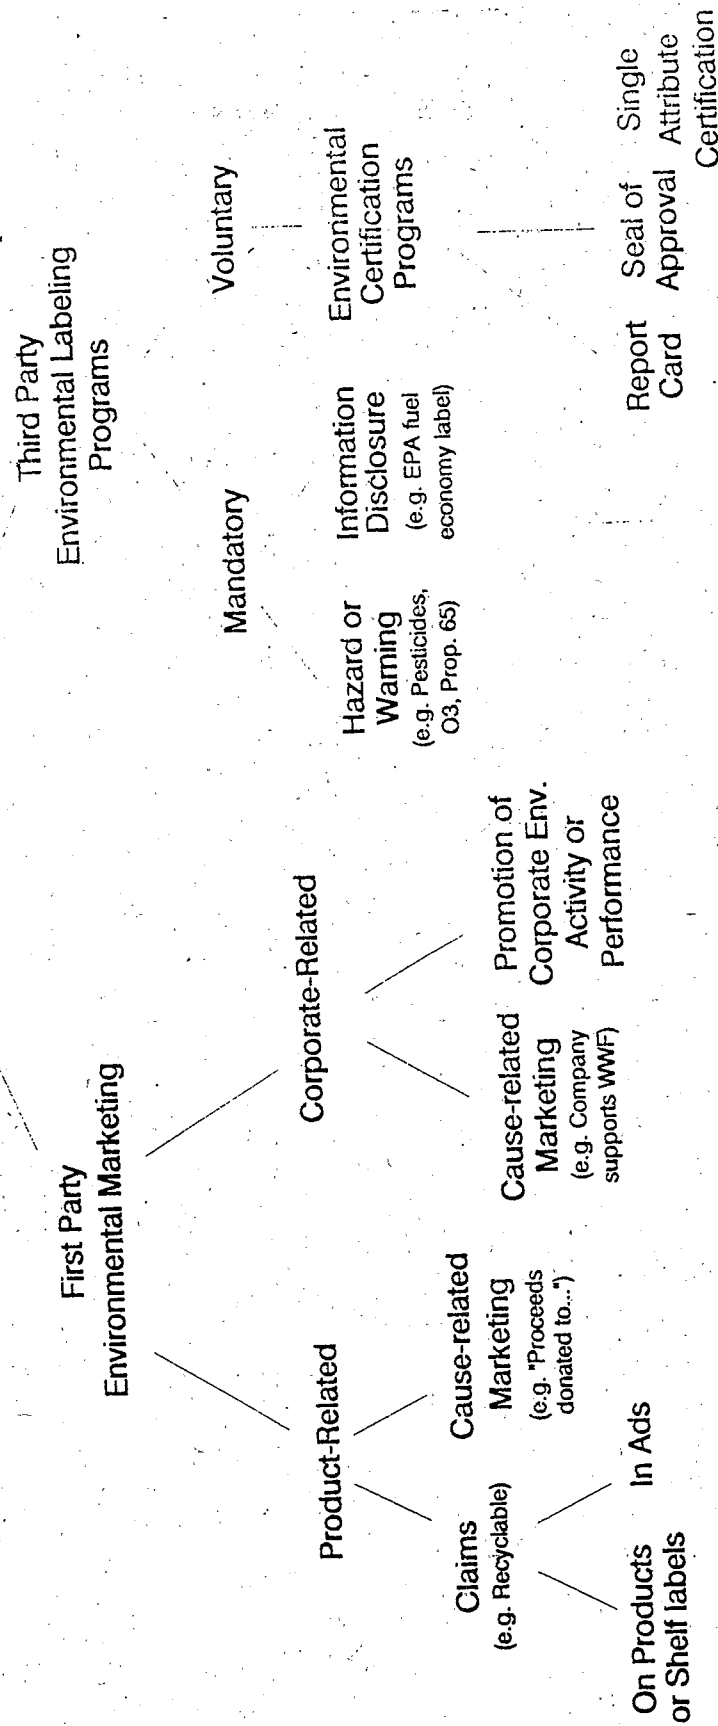 First Party
Environmental Marketing
Third Party
Environmental Labeling
Programs
Product-Related
Corporate-Related
Mandatory
Voluntary
Claims
(e.g. Recyclable)
Cause-related
Marketing
(e.g. "Proceeds
donated to...")
Cause-related
Marketing
(e.g. Company
supports WWF)
Promotion of
Corporate Env.
Activity or
Performance
Hazard or
Warning
(e.g. Pesticides,
O3, Prop. 65)
Information
Disclosure
(e.g. EPA fuel
economy label)
Environmental
Certification
Programs
On Products
or Shelf labels
In Ads
Report
Card
Seal of
Approval
Single
Attribute
Certification